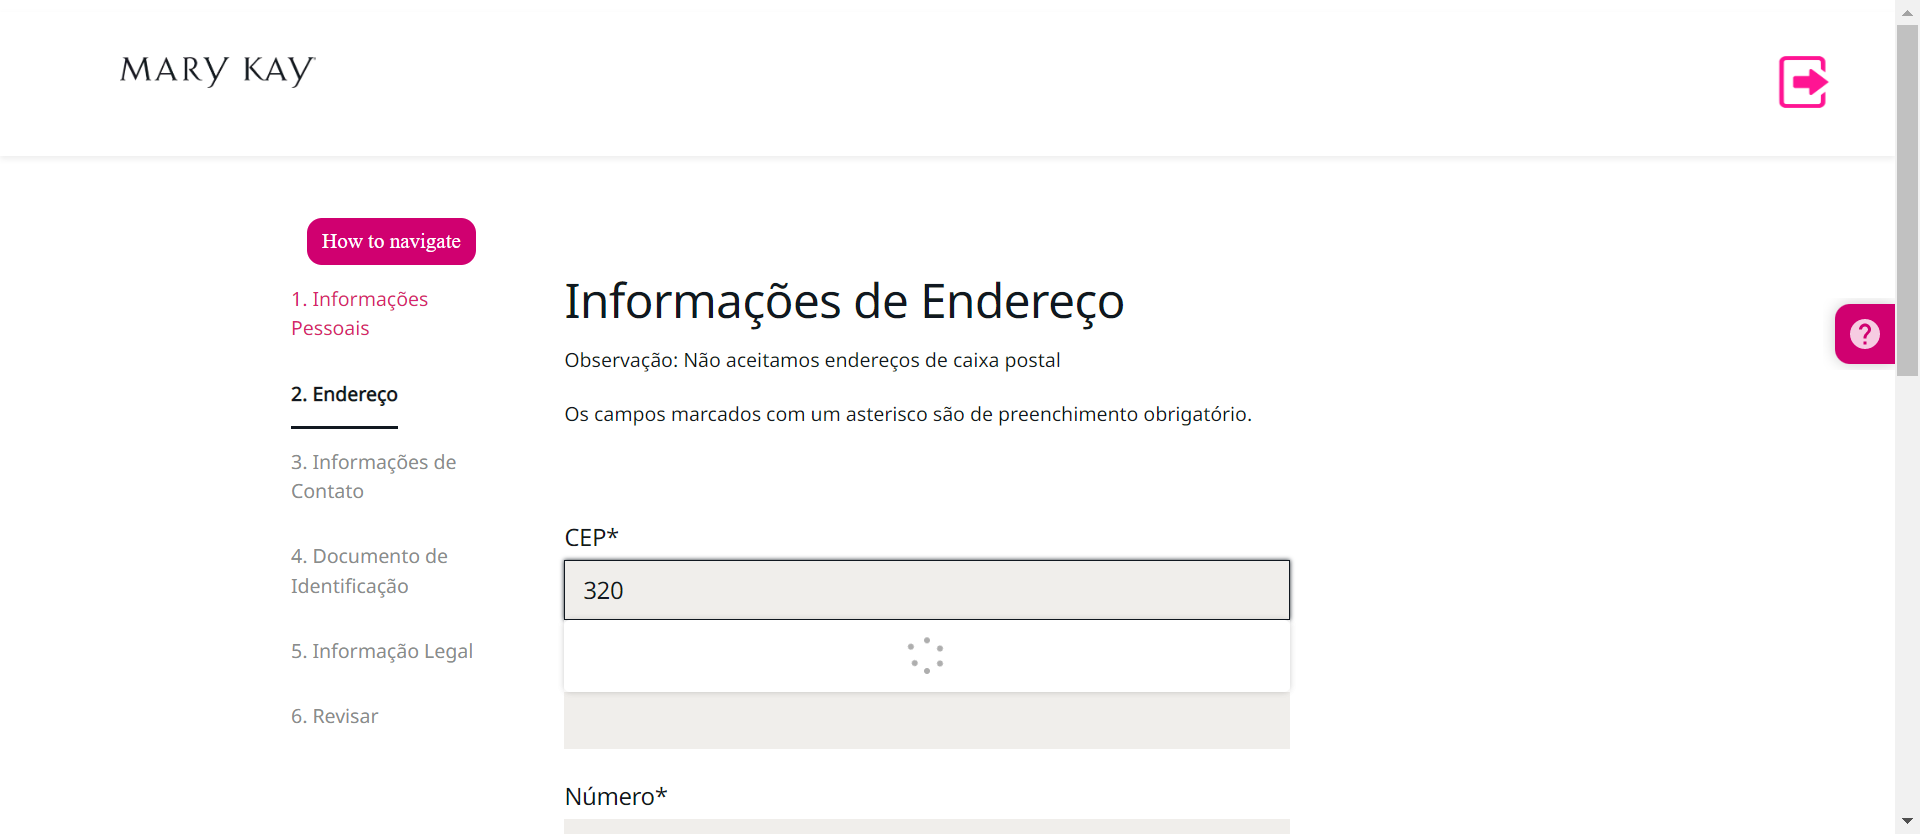 MARY KAY
How to navigate
1. Informações
Pessoais
2. Endereço
3. Informações de
Contato
4. Documento de
Identificação
5. Informação Legal
6. Revisar
Informações de Endereço
Observação: Não aceitamos endereços de caixa postal
Os campos marcados com um asterisco são de preenchimento obrigatório.
CEP*
320
Número*
?